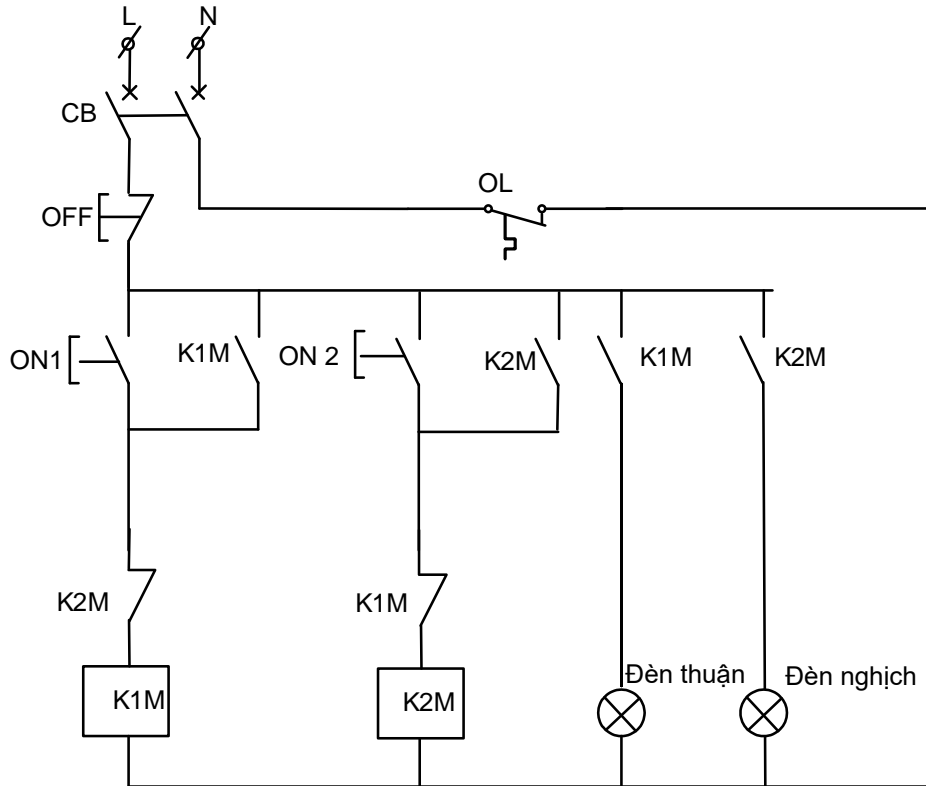 L N
CB
OL
OFF
ON1 K1M ON 2 K2M K1M K2M
K2M K1M
Đèn thuận Đèn nghịch
K1M K2M